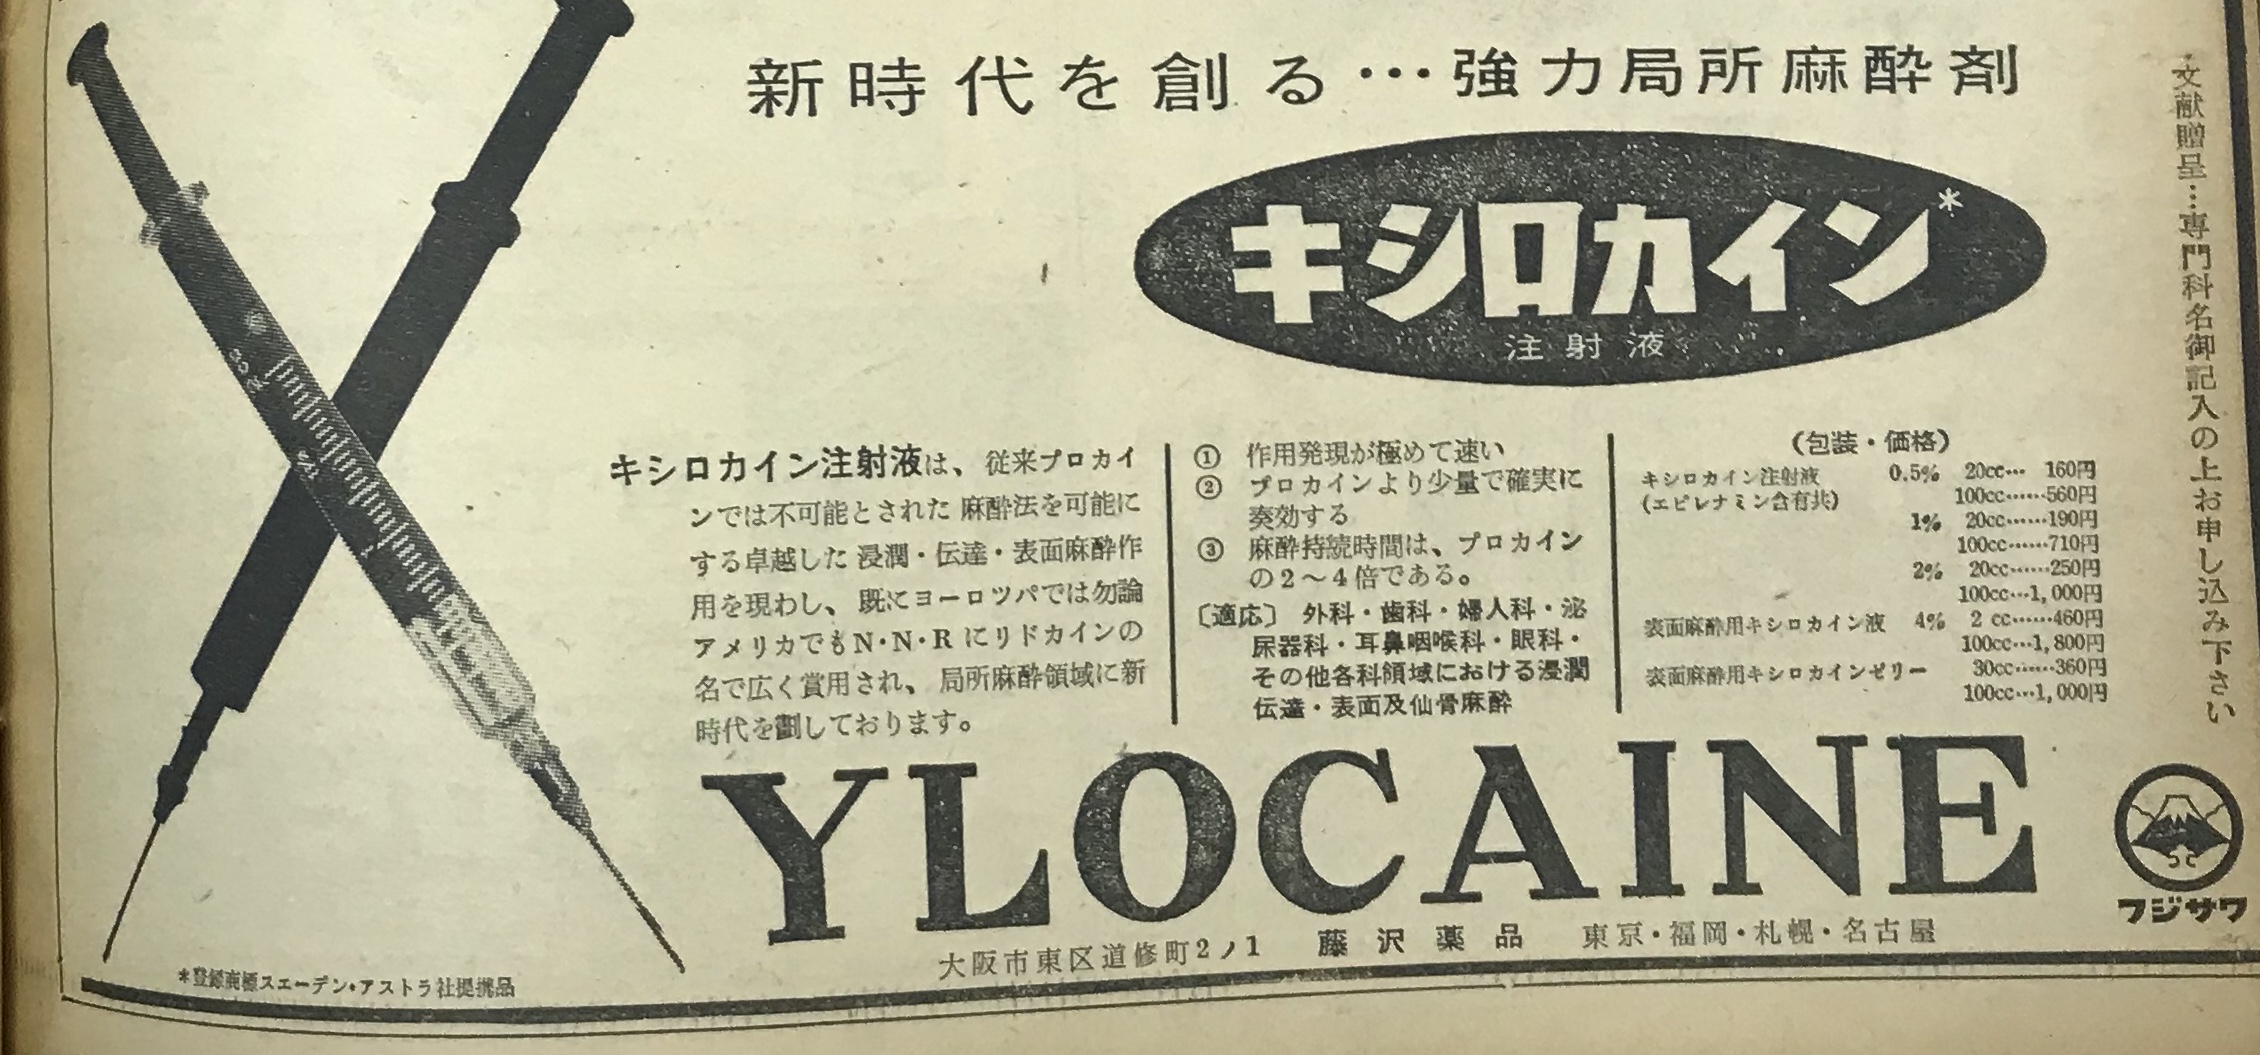 新時代を創る…強力局所麻酔剤
キシロカイン*
注射液
キシロカイン注射液は、従来プロカイ
ンでは不可能とされた麻酔法を可能に
する卓越した浸潤・伝達・表面麻酔作
用を現わし、既にヨーロツパでは勿論
アメリカでもN・N・Rにリドカインの
名で広く賞用され、局所麻酔領域に新
時代を劃しております。
① 作用発現が極めて速い
② プロカインより少量で確実に
奏効する
③ 麻酔持続時間は、プロカイン
の2〜4倍である。
〔適応〕 外科・歯科・婦人科・泌
尿器科・耳鼻咽喉科・眼科・
その他各科領域における浸潤
伝達・表面及仙骨麻酔
(包装・価格)
キシロカイン注射液 0.5% 20cc… 160円
(エピレナミン含有共) 100cc……560円
1% 20cc……190円
100cc……710円
2% 20cc……250円
100cc…1,000円
表面麻酔用キシロカイン液 4% 2 cc……460円
100cc…1,800円
表面麻酔用キシロカインゼリー 30cc……360円
100cc…1,000円
文献贈呈…専門科名御記入の上お申し込み下さい
XYLOCAINE
フジサワ
大阪市東区道修町2ノ1 藤沢薬品 東京・福岡・札幌・名古屋
*登録商標スエーデン・アストラ社提携品